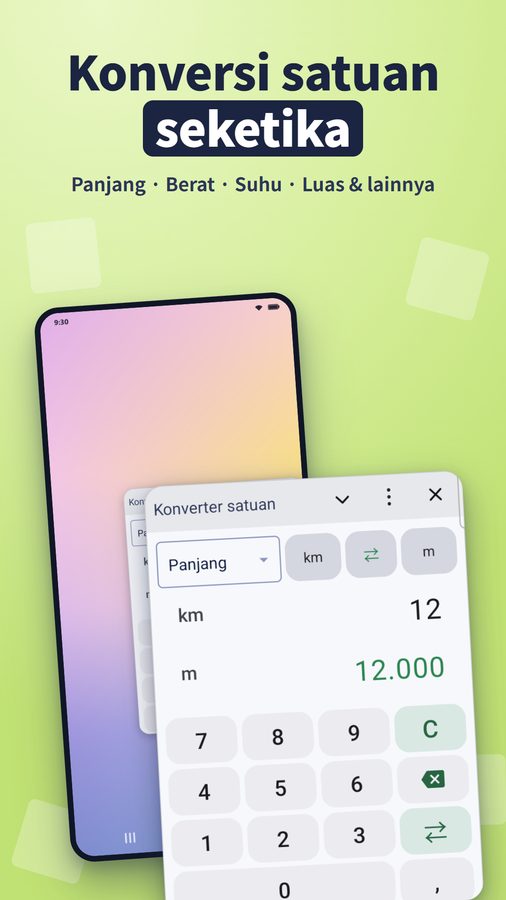 Konversi satuan
seketika
Panjang · Berat · Suhu · Luas & lainnya
9:30
Konverter satuan
Panjang km m
km 12
m 12.000
7 8 9 C
4 5 6
1 2 3
0 ,